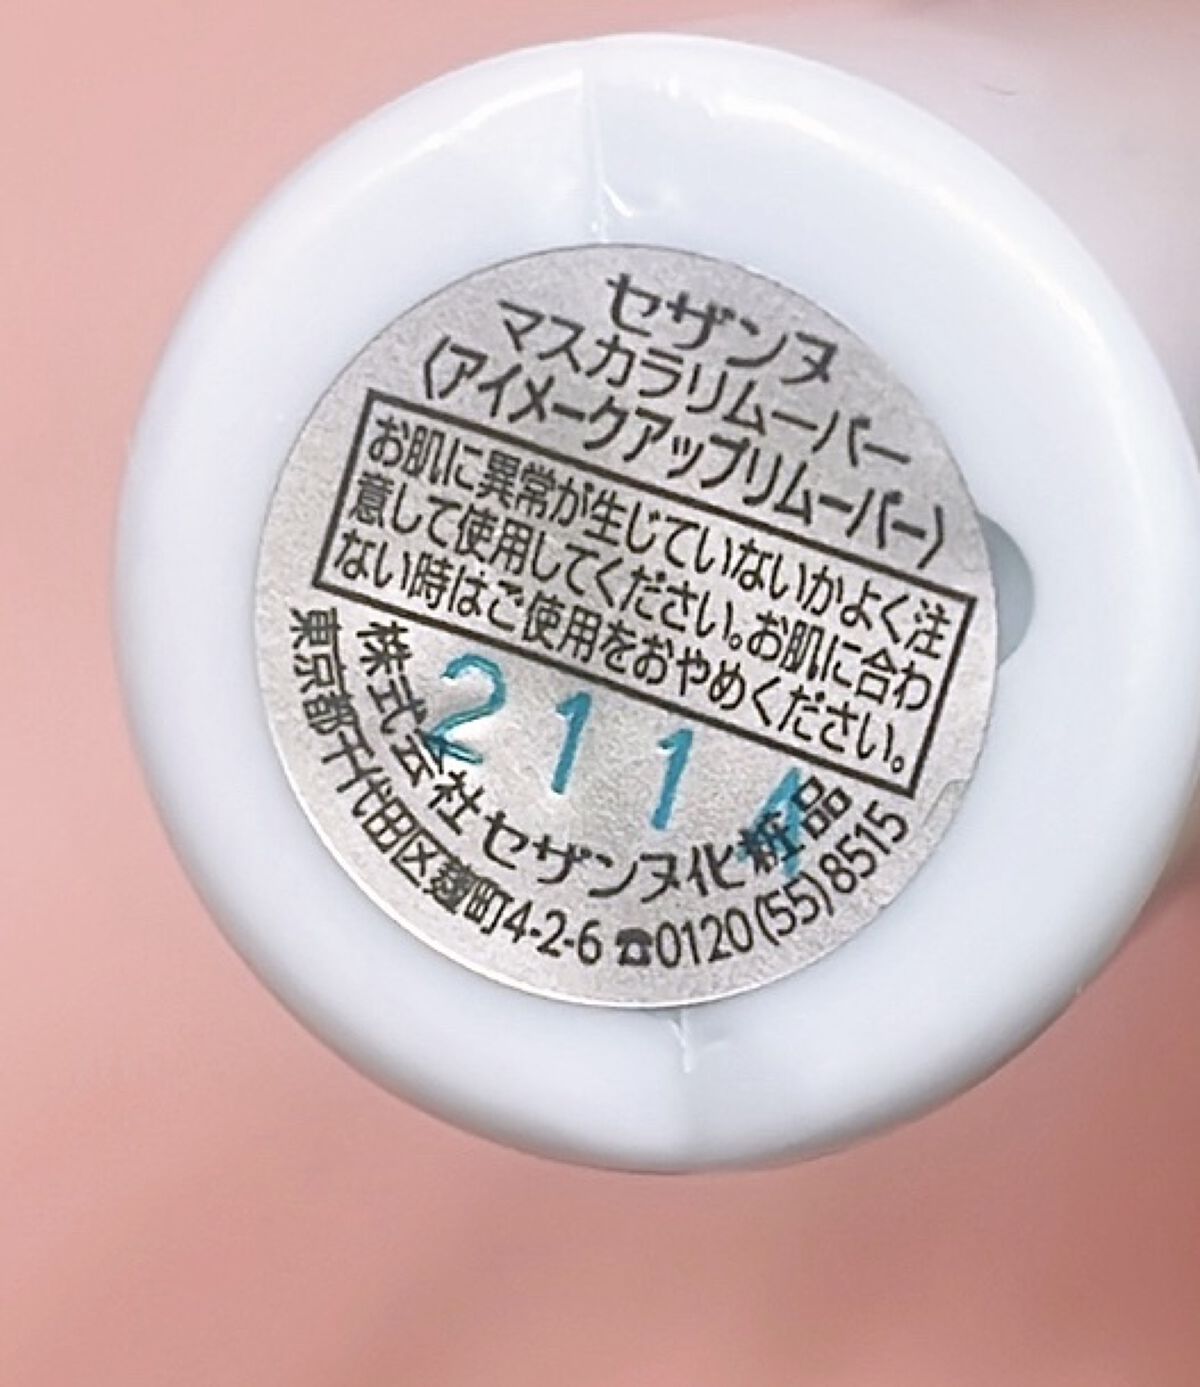 セザンヌ
マスカラリムーバー
〈アイメークアップリムーバー〉
お肌に異常が生じていないかよく注
意して使用してください。お肌に合わ
ない時はご使用をおやめください。
2114
株式会社セザンヌ化粧品
東京都千代田区麹町4-2-6 ☎0120(55)8515